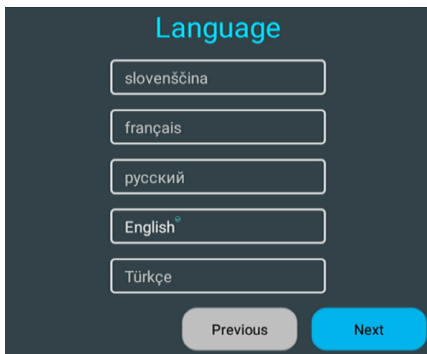 Language
slovenščina
français
русский
English
Türkçe
Previous Next